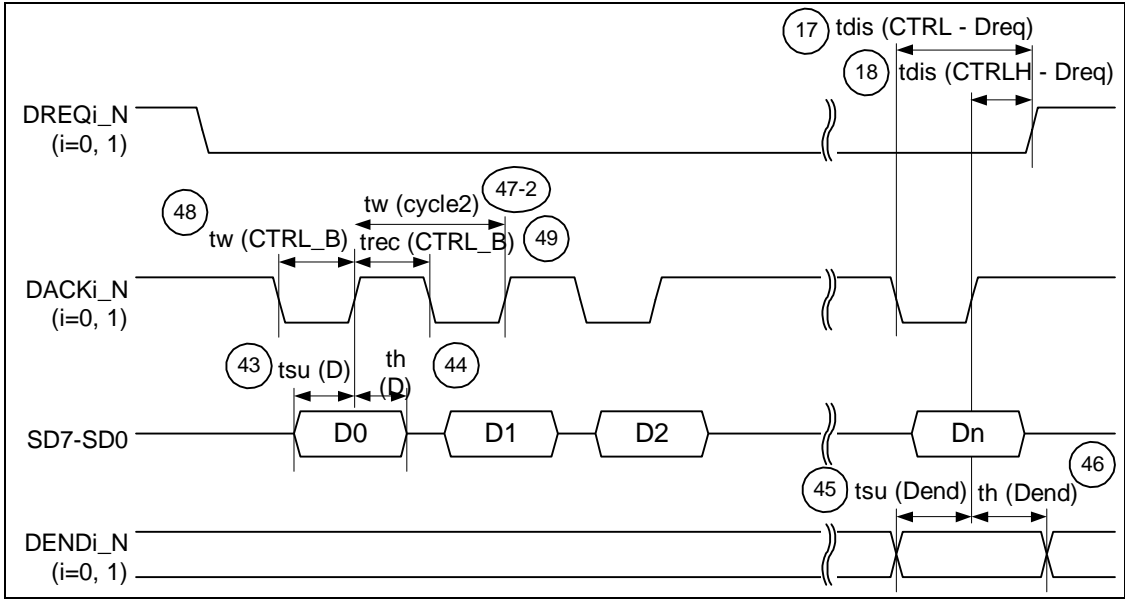 17 tdis (CTRL - Dreq)
18 tdis (CTRLH - Dreq)
DREQi_N
(i=0, 1)
47-2
48 tw (cycle2)
tw (CTRL_B) trec (CTRL_B) 49
DACKi_N
(i=0, 1)
43 tsu (D) th (D) 44
SD7-SD0 D0 D1 D2 Dn
46
45 tsu (Dend) th (Dend)
DENDi_N
(i=0, 1)